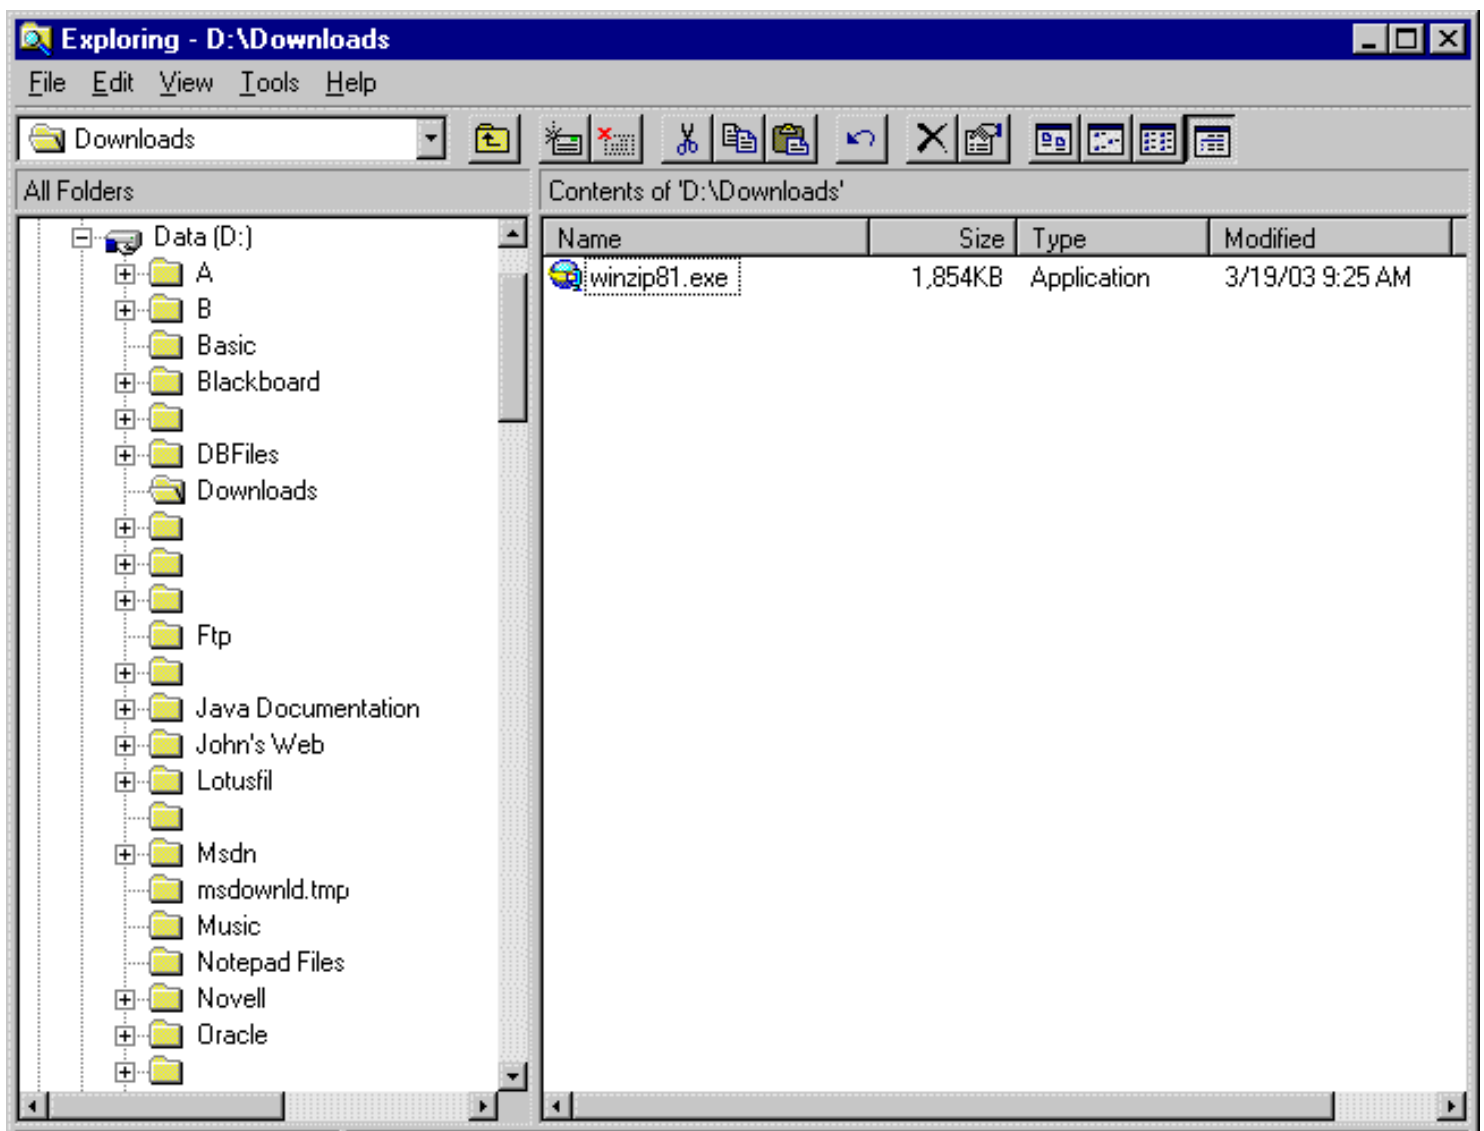 Exploring - D:\Downloads
File Edit View Tools Help
Downloads
All Folders
Contents of 'D:\Downloads'
Data (D:)
A
B
Basic
Blackboard
DBFiles
Downloads
Ftp
Java Documentation
John's Web
Lotusfil
Msdn
msdownld.tmp
Music
Notepad Files
Novell
Oracle
Name Size Type Modified
winzip81.exe 1,854KB Application 3/19/03 9:25 AM